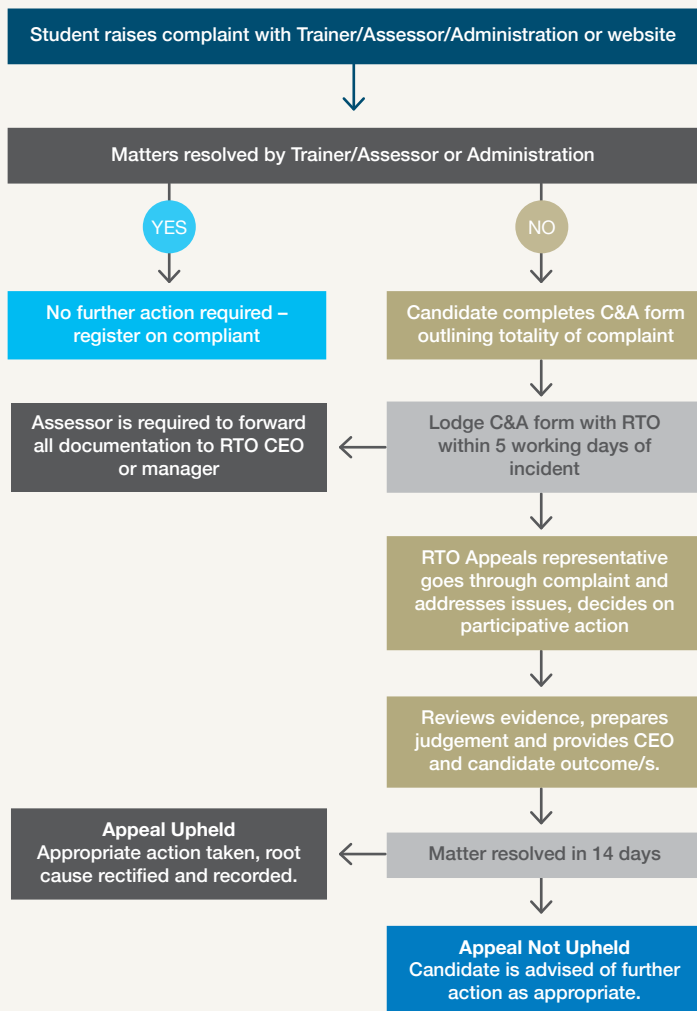 Student raises complaint with Trainer/Assessor/Administration or website
Matters resolved by Trainer/Assessor or Administration
YES
NO
No further action required –
register on compliant
Candidate completes C&A form
outlining totality of complaint
Assessor is required to forward
all documentation to RTO CEO
or manager
Lodge C&A form with RTO
within 5 working days of
incident
RTO Appeals representative
goes through complaint and
addresses issues, decides on
participative action
Reviews evidence, prepares
judgement and provides CEO
and candidate outcome/s.
Appeal Upheld
Appropriate action taken, root
cause rectified and recorded.
Matter resolved in 14 days
Appeal Not Upheld
Candidate is advised of further
action as appropriate.